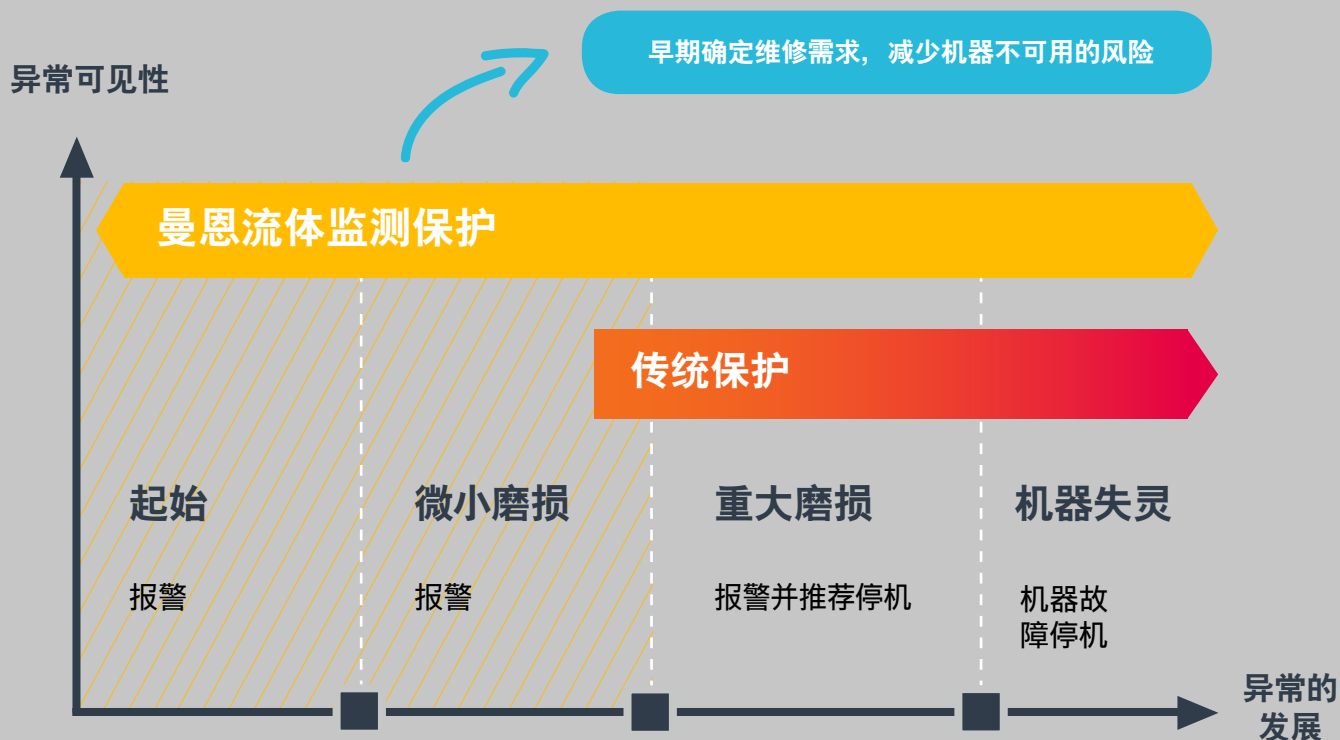 早期确定维修需求，减少机器不可用的风险
异常可见性
曼恩流体监测保护
传统保护
起始
微小磨损
重大磨损
机器失灵
报警
报警
报警并推荐停机
机器故
障停机
异常的
发展